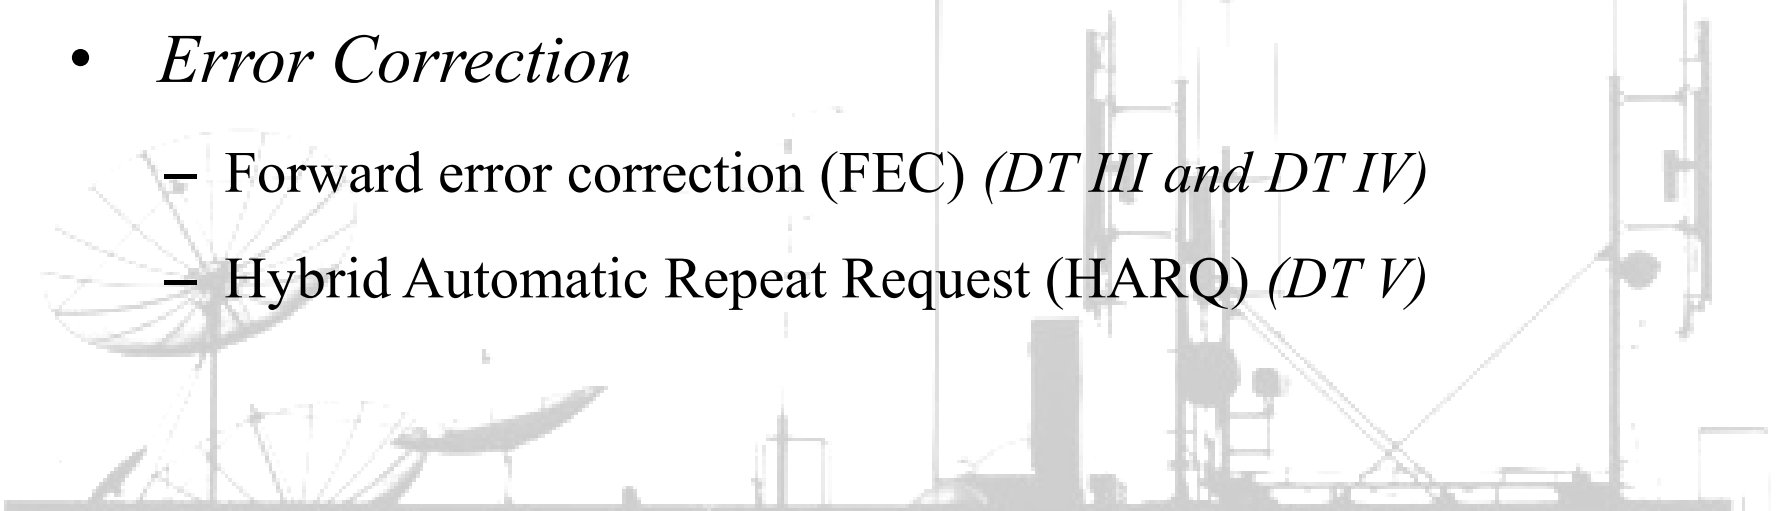 • Error Correction
– Forward error correction (FEC) (DT III and DT IV)
– Hybrid Automatic Repeat Request (HARQ) (DT V)